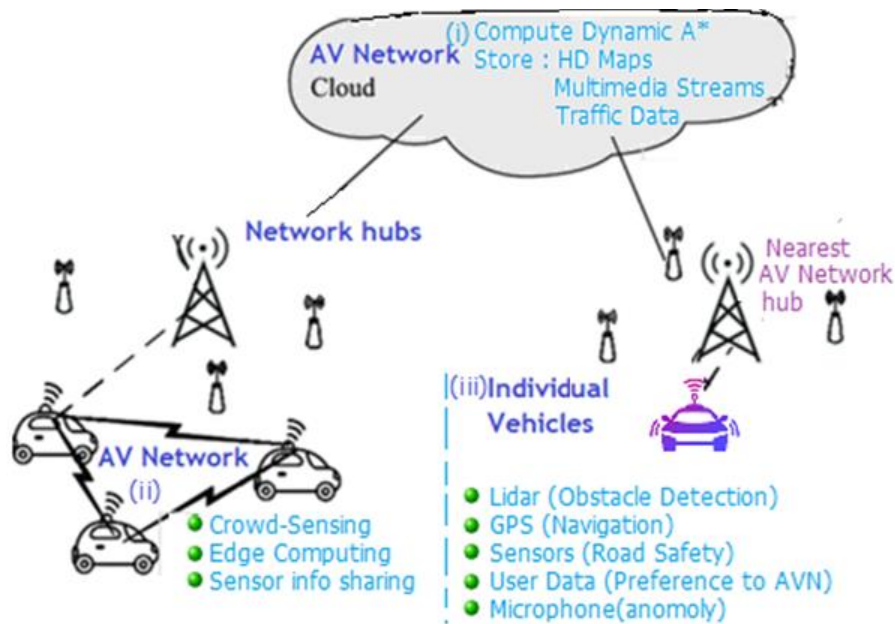 (i) Compute Dynamic A*
AV Network Store : HD Maps
Cloud Multimedia Streams
Traffic Data
Network hubs
Nearest
AV Network
hub
(iii) Individual
Vehicles
AV Network
(ii)
Crowd-Sensing
Edge Computing
Sensor info sharing
Lidar (Obstacle Detection)
GPS (Navigation)
Sensors (Road Safety)
User Data (Preference to AVN)
Microphone(anomoly)